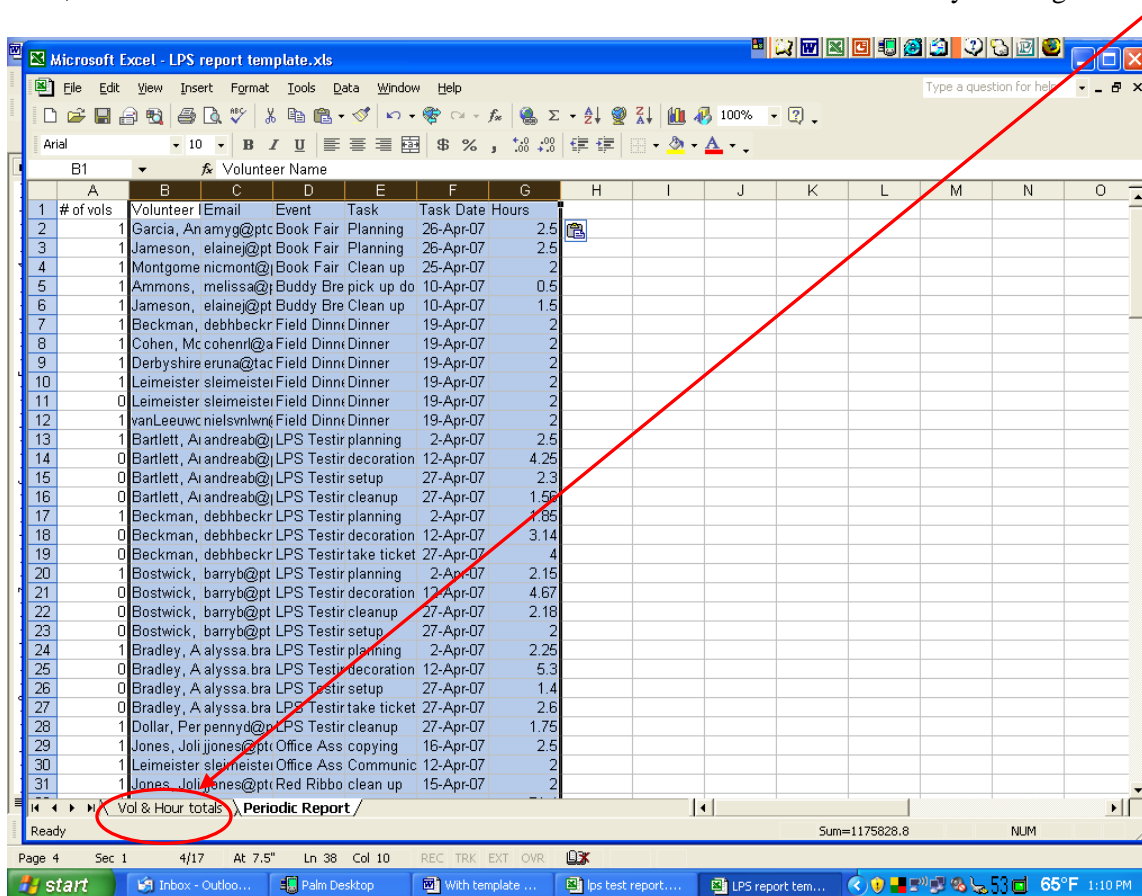 Microsoft Excel - LPS report template.xls
File Edit View Insert Format Tools Data Window Help
Type a question for help
100%
Arial 10 B I U $ % ,
B1 fx Volunteer Name
A B C D E F G H I J K L M N O
1 # of vols Volunteer Email Event Task Task Date Hours
2 1 Garcia, An amyg@ptc Book Fair Planning 26-Apr-07 2.5
3 1 Jameson, elainej@pt Book Fair Planning 26-Apr-07 2.5
4 1 Montgome nicmont@ Book Fair Clean up 25-Apr-07 2
5 1 Ammons, melissa@ Buddy Bre pick up do 10-Apr-07 0.5
6 1 Jameson, elainej@pt Buddy Bre Clean up 10-Apr-07 1.5
7 1 Beckman, debhbeckr Field Dinn Dinner 19-Apr-07 2
8 1 Cohen, Mc cohenrl@a Field Dinn Dinner 19-Apr-07 2
9 1 Derbyshire eruna@tac Field Dinn Dinner 19-Apr-07 2
10 1 Leimeister sleimeister Field Dinn Dinner 19-Apr-07 2
11 0 Leimeister sleimeister Field Dinn Dinner 19-Apr-07 2
12 1 vanLeeuwc nielsvnlwn Field Dinn Dinner 19-Apr-07 2
13 1 Bartlett, A andreab@ LPS Testir planning 2-Apr-07 2.5
14 0 Bartlett, A andreab@ LPS Testir decoration 12-Apr-07 4.25
15 0 Bartlett, A andreab@ LPS Testir setup 27-Apr-07 2.3
16 0 Bartlett, A andreab@ LPS Testir cleanup 27-Apr-07 1.56
17 1 Beckman, debhbeckr LPS Testir planning 2-Apr-07 1.85
18 0 Beckman, debhbeckr LPS Testir decoration 12-Apr-07 3.14
19 0 Beckman, debhbeckr LPS Testir take ticket 27-Apr-07 4
20 1 Bostwick, barryb@pt LPS Testir planning 2-Apr-07 2.15
21 0 Bostwick, barryb@pt LPS Testir decoration 12-Apr-07 4.67
22 0 Bostwick, barryb@pt LPS Testir cleanup 27-Apr-07 2.18
23 0 Bostwick, barryb@pt LPS Testir setup 27-Apr-07 2
24 1 Bradley, A alyssa.bra LPS Testir planning 2-Apr-07 2.25
25 0 Bradley, A alyssa.bra LPS Testir decoration 12-Apr-07 5.3
26 0 Bradley, A alyssa.bra LPS Testir setup 27-Apr-07 1.4
27 0 Bradley, A alyssa.bra LPS Testir take ticket 27-Apr-07 2.6
28 1 Dollar, Per pennyd@p LPS Testir cleanup 27-Apr-07 1.75
29 1 Jones, Joli jjones@ptc Office Ass copying 16-Apr-07 2.5
30 1 Leimeister sleimeister Office Ass Communic 12-Apr-07 2
31 1 Jones, Joli jjones@ptc Red Ribbo clean up 15-Apr-07 2
Vol & Hour totals Periodic Report
Ready Sum=1175828.8 NUM
Page 4 Sec 1 4/17 At 7.5" Ln 38 Col 10 REC TRK EXT OVR
start Inbox - Outloo... Palm Desktop With template ... lps test report.... LPS report tem... 53 65°F 1:10 PM